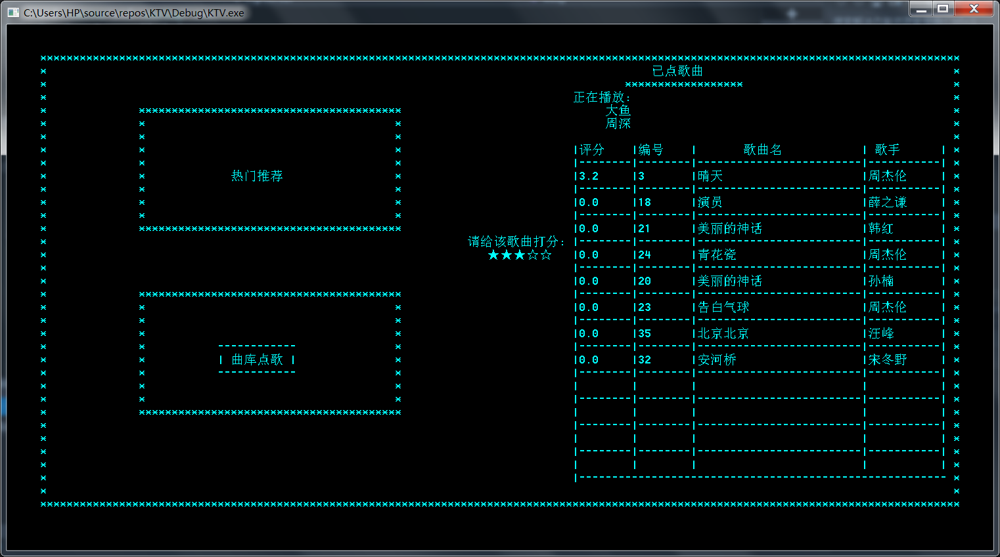 C:\Users\HP\source\repos\KTV\Debug\KTV.exe
已点歌曲
正在播放:
大鱼
周深
热门推荐
曲库点歌
请给该歌曲打分:
★★★☆☆
|评分 |编号 | 歌曲名 | 歌手 |
|3.2 |3 |晴天 |周杰伦 |
|0.0 |18 |演员 |薛之谦 |
|0.0 |21 |美丽的神话 |韩红 |
|0.0 |24 |青花瓷 |周杰伦 |
|0.0 |20 |美丽的神话 |孙楠 |
|0.0 |23 |告白气球 |周杰伦 |
|0.0 |35 |北京北京 |汪峰 |
|0.0 |32 |安河桥 |宋冬野 |